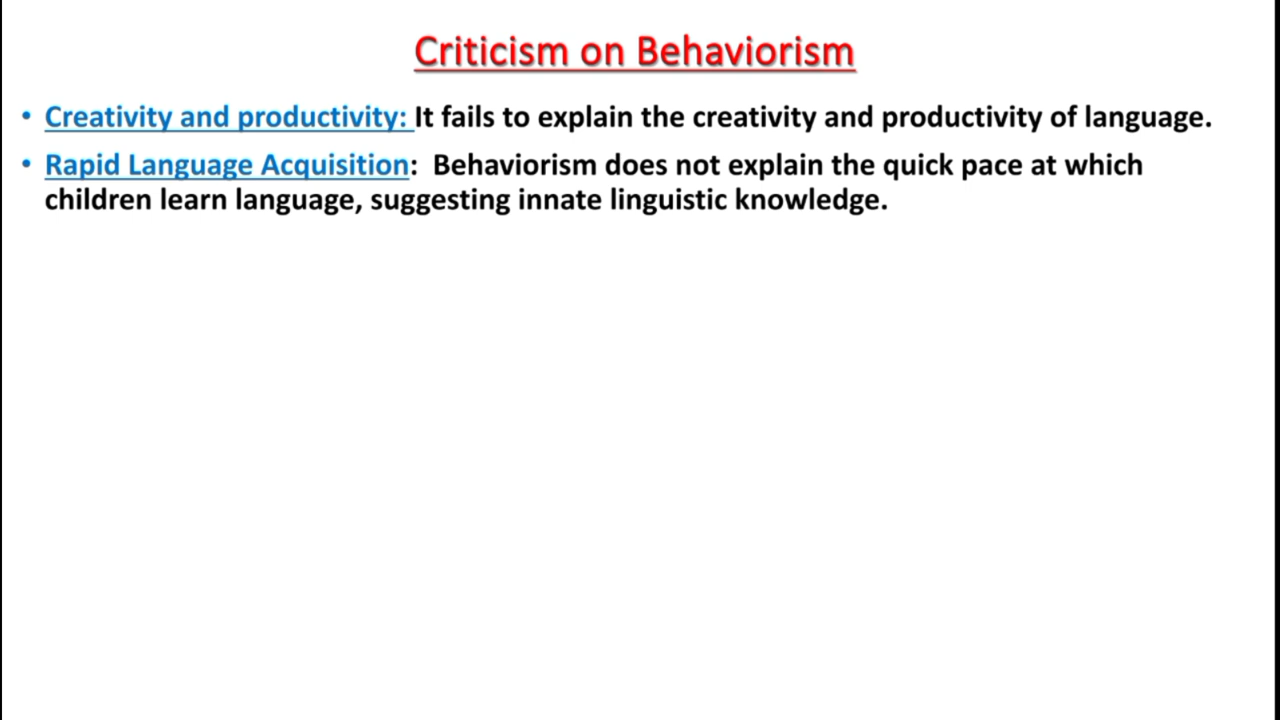 Criticism on Behaviorism
• Creativity and productivity: It fails to explain the creativity and productivity of language.
• Rapid Language Acquisition:  Behaviorism does not explain the quick pace at which
children learn language, suggesting innate linguistic knowledge.